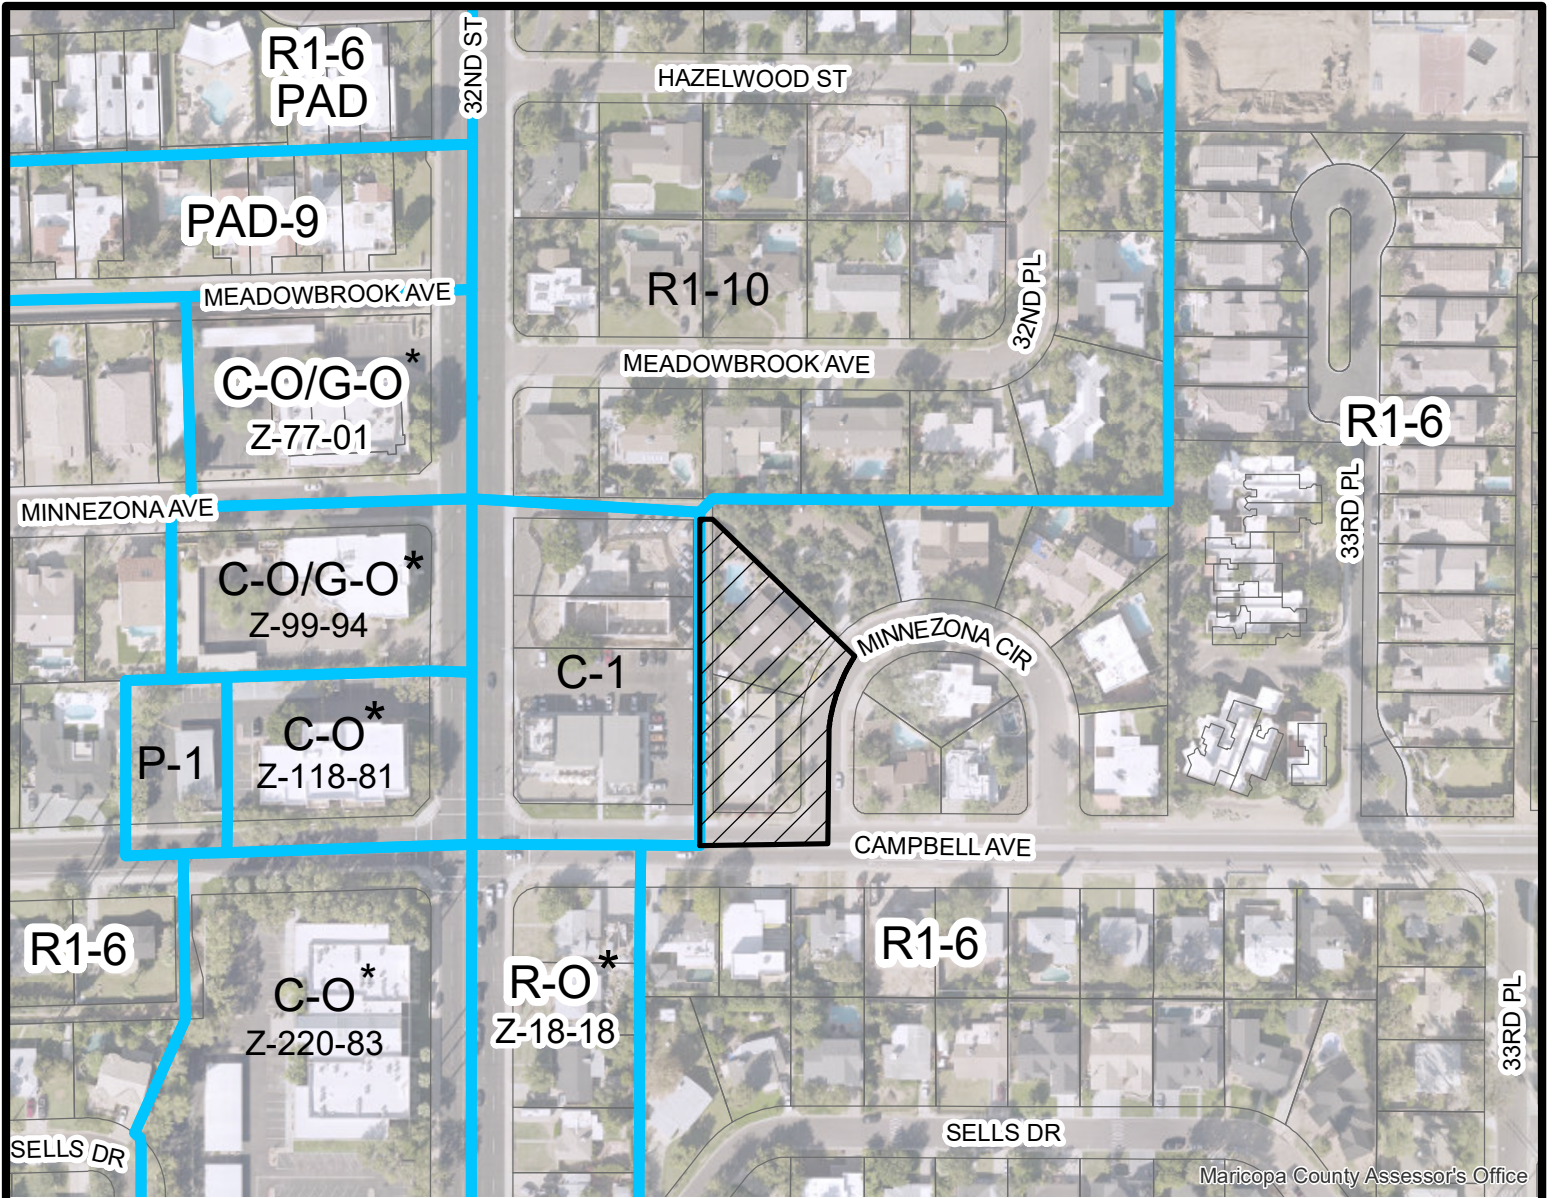 R1-6
PAD
32ND ST
HAZELWOOD ST
PAD-9
R1-10
32ND PL
MEADOWBROOK AVE
MEADOWBROOK AVE
C-O/G-O*
Z-77-01
R1-6
33RD PL
MINNEZONA AVE
C-O/G-O*
Z-99-94
MINNEZONA CIR
C-1
C-O*
Z-118-81
P-1
CAMPBELL AVE
R1-6
R-O*
Z-18-18
R1-6
C-O*
Z-220-83
33RD PL
SELLS DR
SELLS DR
Maricopa County Assessor's Office